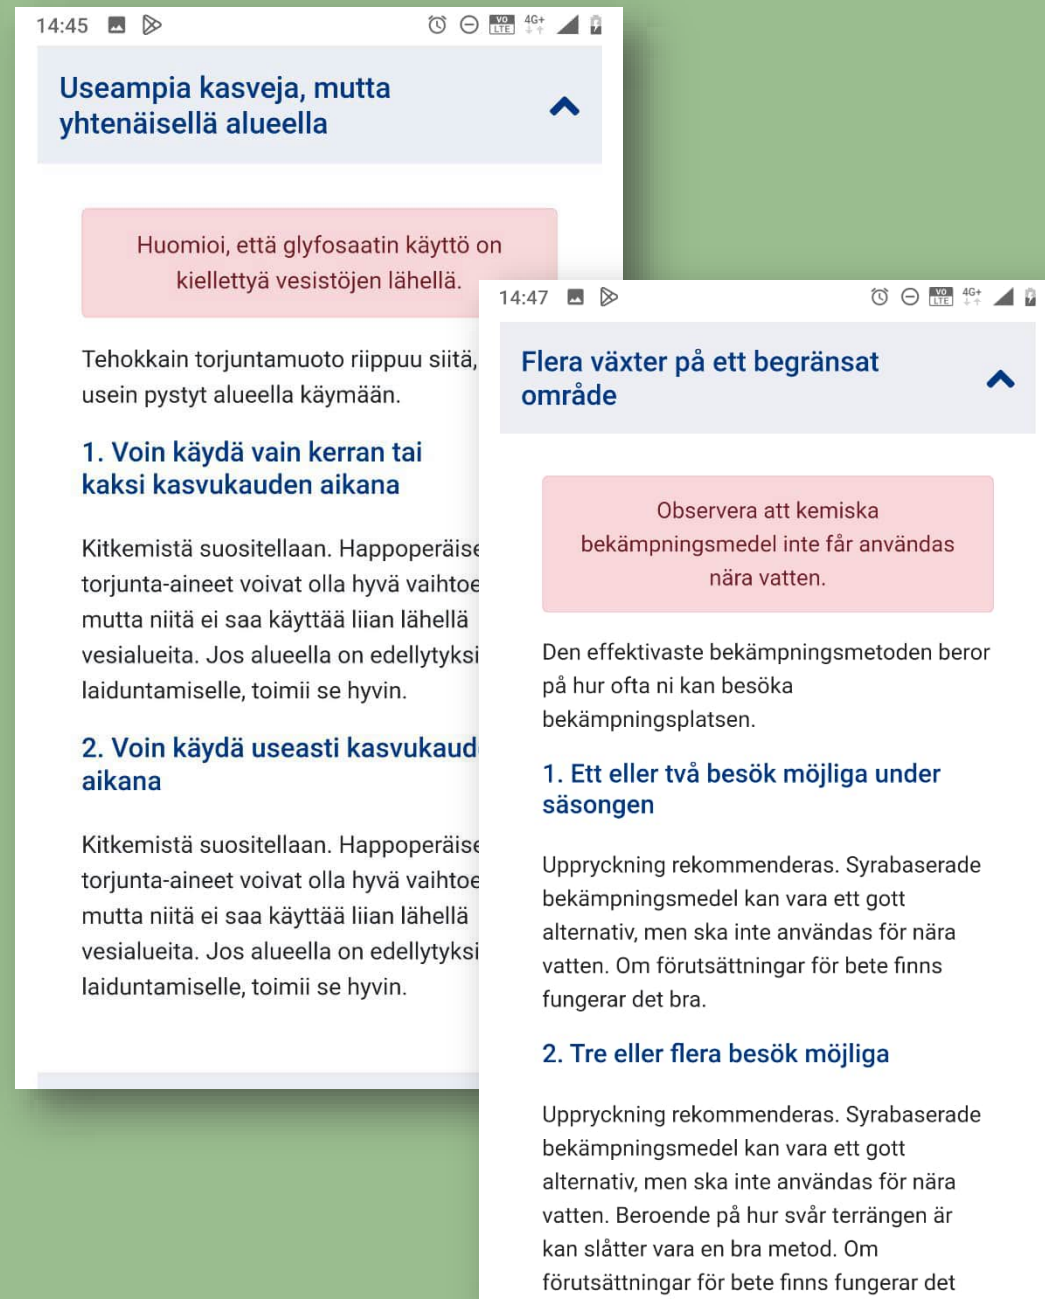 14:45
VO LTE 4G+
Useampia kasveja, mutta
yhtenäisellä alueella
Huomioi, että glyfosaatin käyttö on
kiellettyä vesistöjen lähellä.
Tehokkain torjuntamuoto riippuu siitä,
usein pystyt alueella käymään.
1. Voin käydä vain kerran tai
kaksi kasvukauden aikana
Kitkemistä suositellaan. Happoperäise
torjunta-aineet voivat olla hyvä vaihtoe
mutta niitä ei saa käyttää liian lähellä
vesialueita. Jos alueella on edellytyksi
laiduntamiselle, toimii se hyvin.
2. Voin käydä useasti kasvukaud
aikana
Kitkemistä suositellaan. Happoperäise
torjunta-aineet voivat olla hyvä vaihtoe
mutta niitä ei saa käyttää liian lähellä
vesialueita. Jos alueella on edellytyksi
laiduntamiselle, toimii se hyvin.
14:47
VO LTE 4G+
Flera växter på ett begränsat
område
Observera att kemiska
bekämpningsmedel inte får användas
nära vatten.
Den effektivaste bekämpningsmetoden beror
på hur ofta ni kan besöka
bekämpningsplatsen.
1. Ett eller två besök möjliga under
säsongen
Uppryckning rekommenderas. Syrabaserade
bekämpningsmedel kan vara ett gott
alternativ, men ska inte användas för nära
vatten. Om förutsättningar för bete finns
fungerar det bra.
2. Tre eller flera besök möjliga
Uppryckning rekommenderas. Syrabaserade
bekämpningsmedel kan vara ett gott
alternativ, men ska inte användas för nära
vatten. Beroende på hur svår terrängen är
kan slåtter vara en bra metod. Om
förutsättningar för bete finns fungerar det